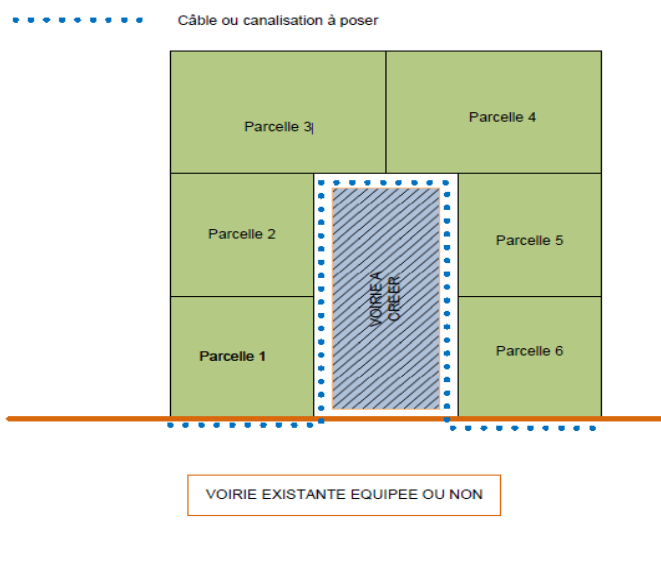 Câble ou canalisation à poser
Parcelle 3
Parcelle 4
Parcelle 2
Parcelle 5
VOIRIE A
CREER
Parcelle 1
Parcelle 6
VOIRIE EXISTANTE EQUIPEE OU NON